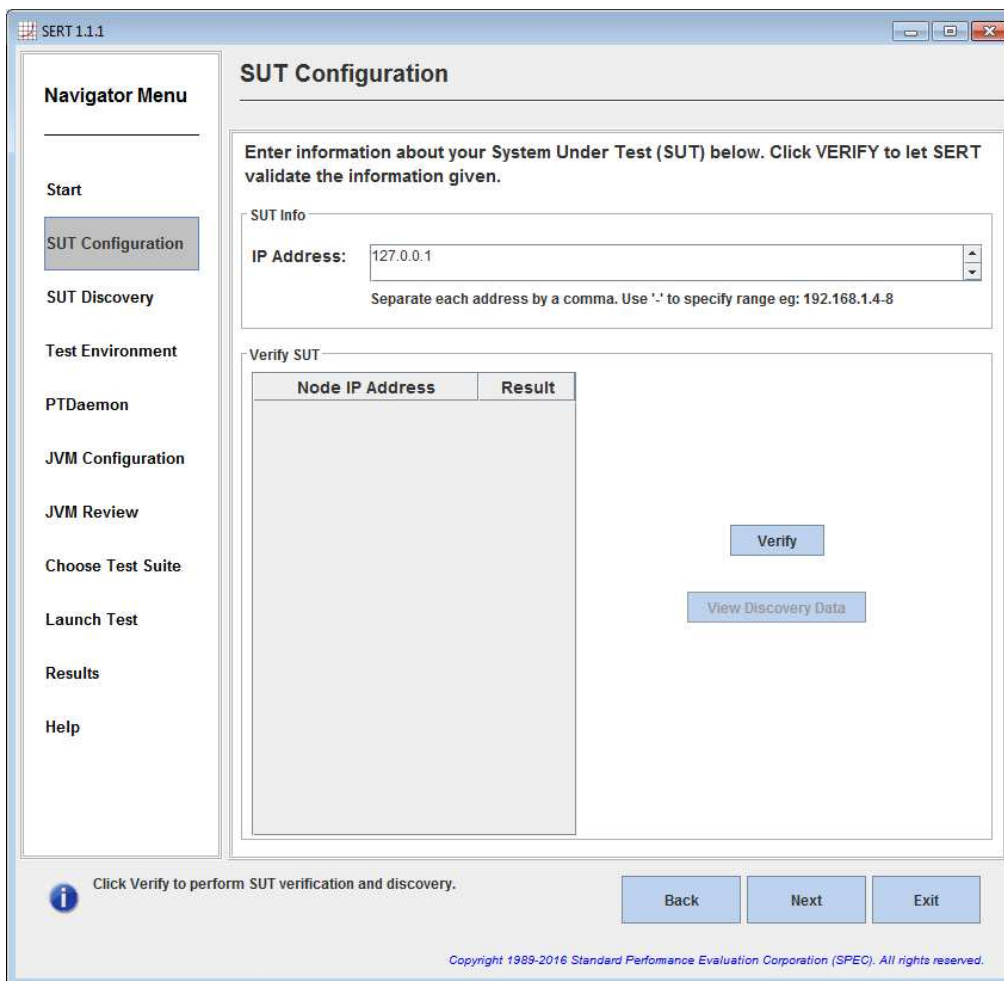 SERT 1.1.1
Navigator Menu
Start
SUT Configuration
SUT Discovery
Test Environment
PTDaemon
JVM Configuration
JVM Review
Choose Test Suite
Launch Test
Results
Help
SUT Configuration
Enter information about your System Under Test (SUT) below. Click VERIFY to let SERT
validate the information given.
SUT Info
IP Address:
127.0.0.1
Separate each address by a comma. Use '-' to specify range eg: 192.168.1.4-8
Verify SUT
Node IP Address
Result
Verify
View Discovery Data
Click Verify to perform SUT verification and discovery.
Back
Next
Exit
Copyright 1989-2016 Standard Performance Evaluation Corporation (SPEC). All rights reserved.